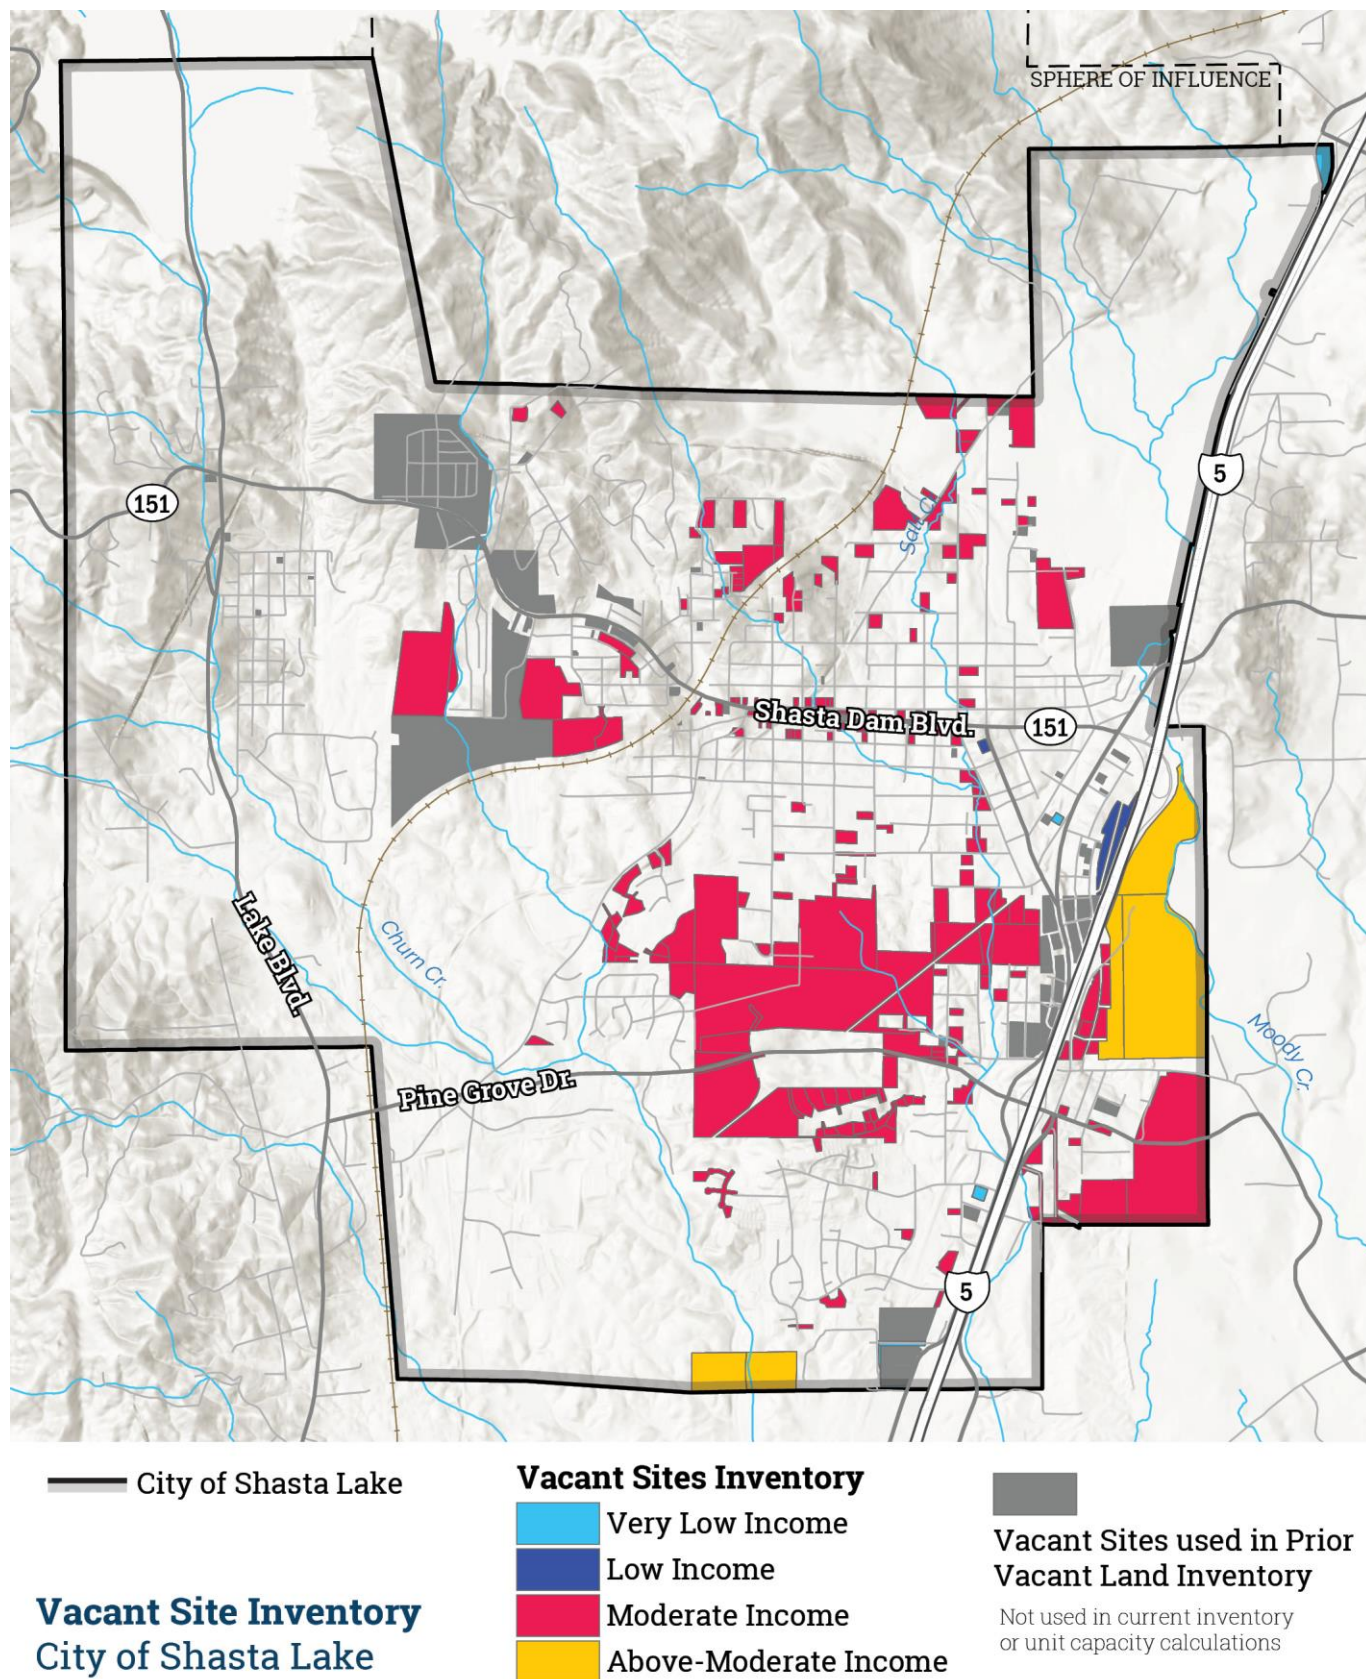 SPHERE OF INFLUENCE
5
151
Salt Cr.
Shasta Dam Blvd.
151
Lake Blvd.
Churn Cr.
Moody Cr.
Pine Grove Dr.
5
City of Shasta Lake
Vacant Site Inventory
City of Shasta Lake
Vacant Sites Inventory
Very Low Income
Low Income
Moderate Income
Above-Moderate Income
Vacant Sites used in Prior
Vacant Land Inventory
Not used in current inventory
or unit capacity calculations